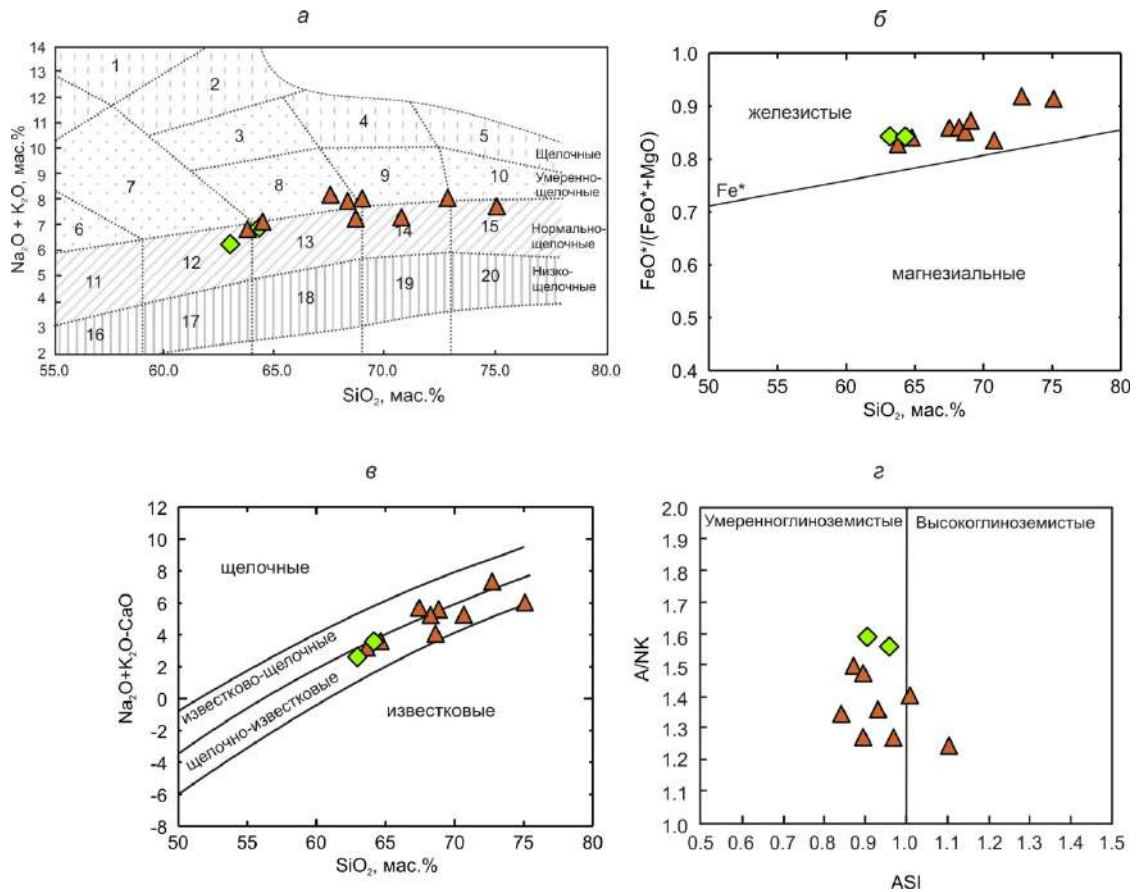 а
14
13
12
11
10
9
8
7
6
5
4
3
2
Na₂O + K₂O, мас.%
1
2
3
4
5
Щелочные
Умеренно-
щелочные
7
8
9
10
6
13
14
15
Нормально-
щелочные
11
12
Низко-
щелочные
16
17
18
19
20
55.0 60.0 65.0 70.0 75.0 80.0
SiO₂, мас.%
б
1.0
0.9
0.8
0.7
0.6
0.5
0.4
FeO*/(FeO*+MgO)
железистые
Fe*
магнезиальные
50 55 60 65 70 75 80
SiO₂, мас.%
в
12
10
8
6
4
2
0
-2
-4
-6
-8
Na₂O+K₂O-CaO
щелочные
известково-щелочные
щелочно-известковые
известковые
50 55 60 65 70 75 80
SiO₂, мас.%
г
2.0
1.9
1.8
1.7
1.6
1.5
1.4
1.3
1.2
1.1
1.0
A/NK
Умеренноглиноземистые Высокоглиноземистые
0.5 0.6 0.7 0.8 0.9 1.0 1.1 1.2 1.3 1.4 1.5
ASI